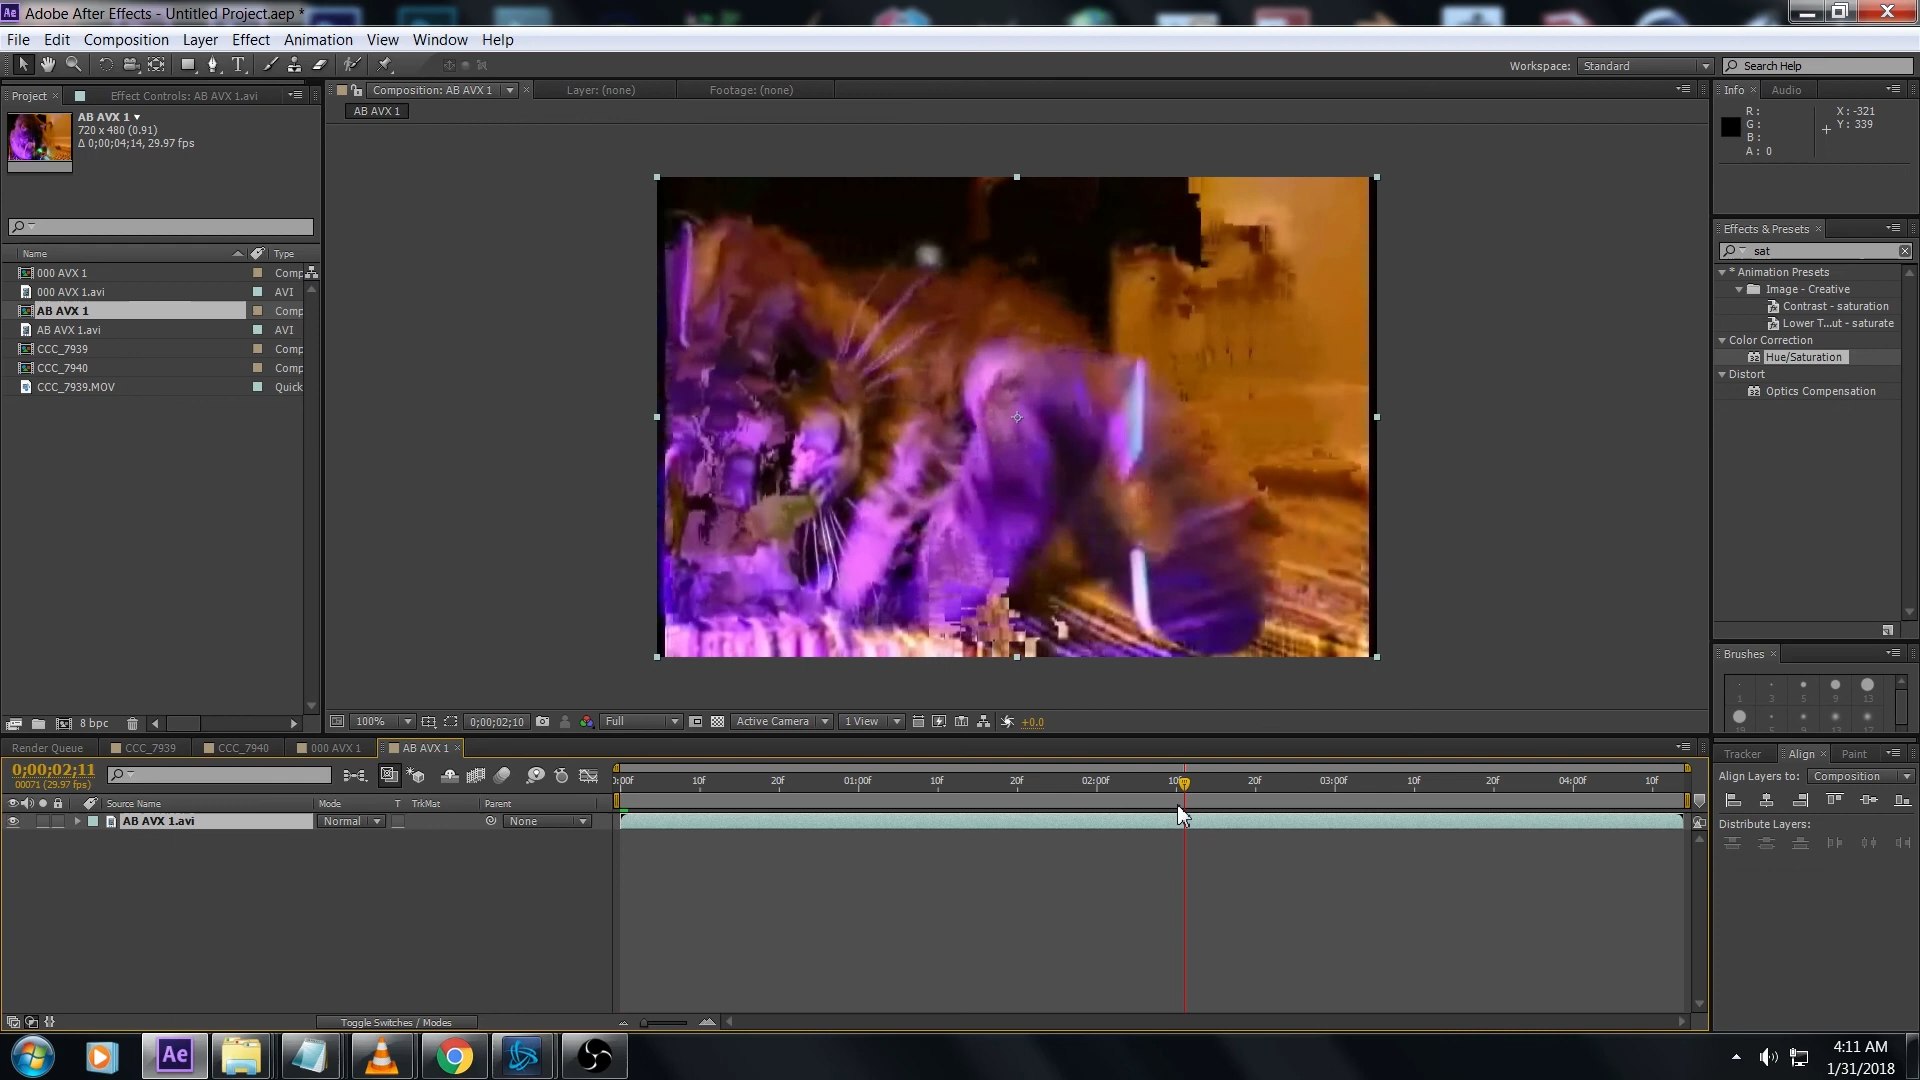 Adobe After Effects - Untitled Project.aep *
File Edit Composition Layer Effect Animation View Window Help
Workspace: Standard Search Help
Project × Effect Controls: AB AVX 1.avi
Composition: AB AVX 1 × Layer: (none) Footage: (none)
Info × Audio
AB AVX 1
AB AVX 1
720 x 480 (0.91)
Δ 0;00;04;14, 29.97 fps
R :
G :
B :
A : 0
X : -321
Y : 339
Effects & Presets ×
sat
* Animation Presets
Image - Creative
Contrast - saturation
Lower T...ut - saturate
Color Correction
Hue/Saturation
Distort
Optics Compensation
Name Type
000 AVX 1 Comp
000 AVX 1.avi AVI
AB AVX 1 Comp
AB AVX 1.avi AVI
CCC_7939 Comp
CCC_7940 Comp
CCC_7939.MOV Quick
Brushes ×
1 3 5 9 13
8 bpc
100% 0;00;02;10 Full Active Camera 1 View +0.0
Render Queue CCC_7939 CCC_7940 000 AVX 1 AB AVX 1 ×
Tracker Align × Paint
0;00;02;11
00071 (29.97 fps)
:00f 10f 20f 01:00f 10f 20f 02:00f 10f 20f 03:00f 10f 20f 04:00f 10f
Source Name Mode T TrkMat Parent
AB AVX 1.avi Normal None
Align Layers to: Composition
Distribute Layers:
Toggle Switches / Modes
Ae
4:11 AM
1/31/2018